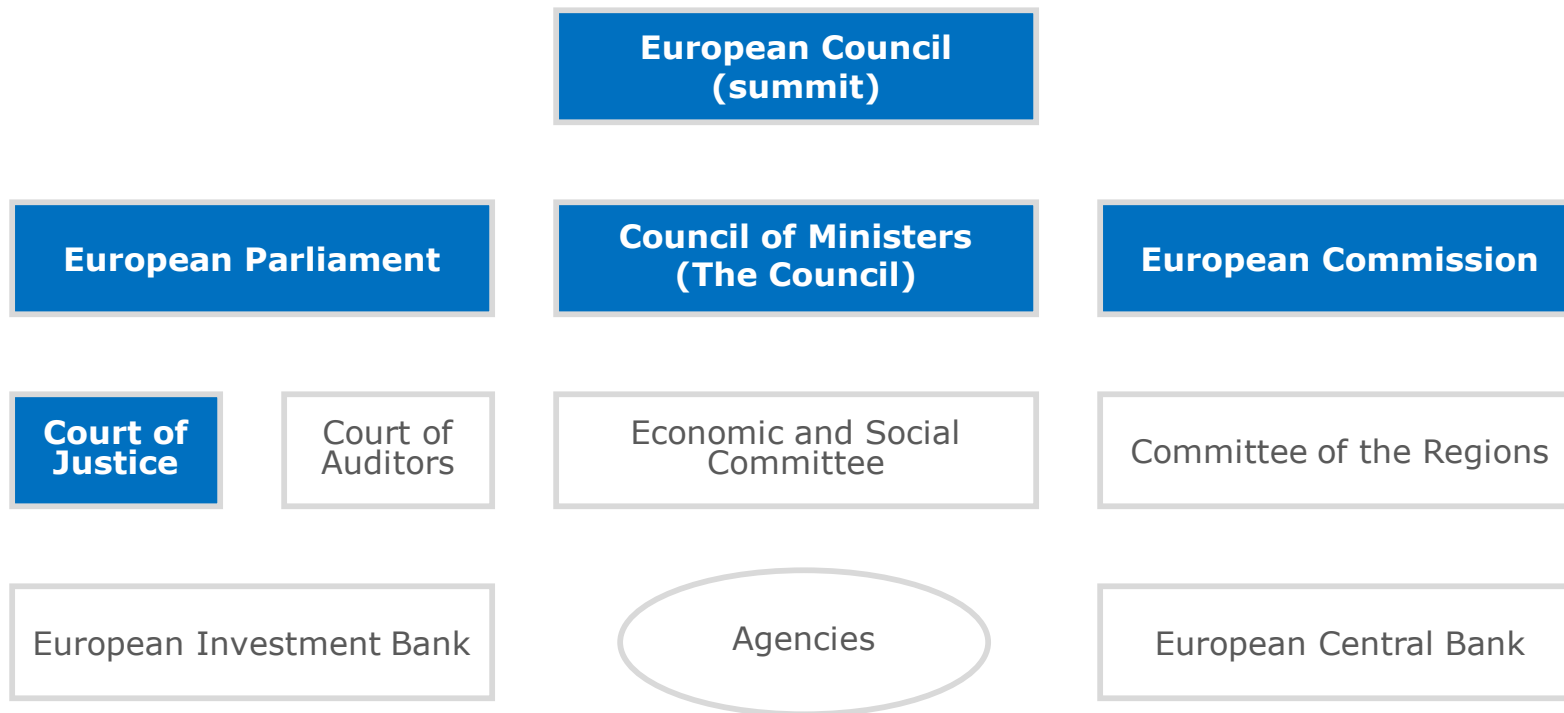 European Council
(summit)
European Parliament
Council of Ministers
(The Council)
European Commission
Court of
Justice
Court of
Auditors
Economic and Social
Committee
Committee of the Regions
European Investment Bank
Agencies
European Central Bank